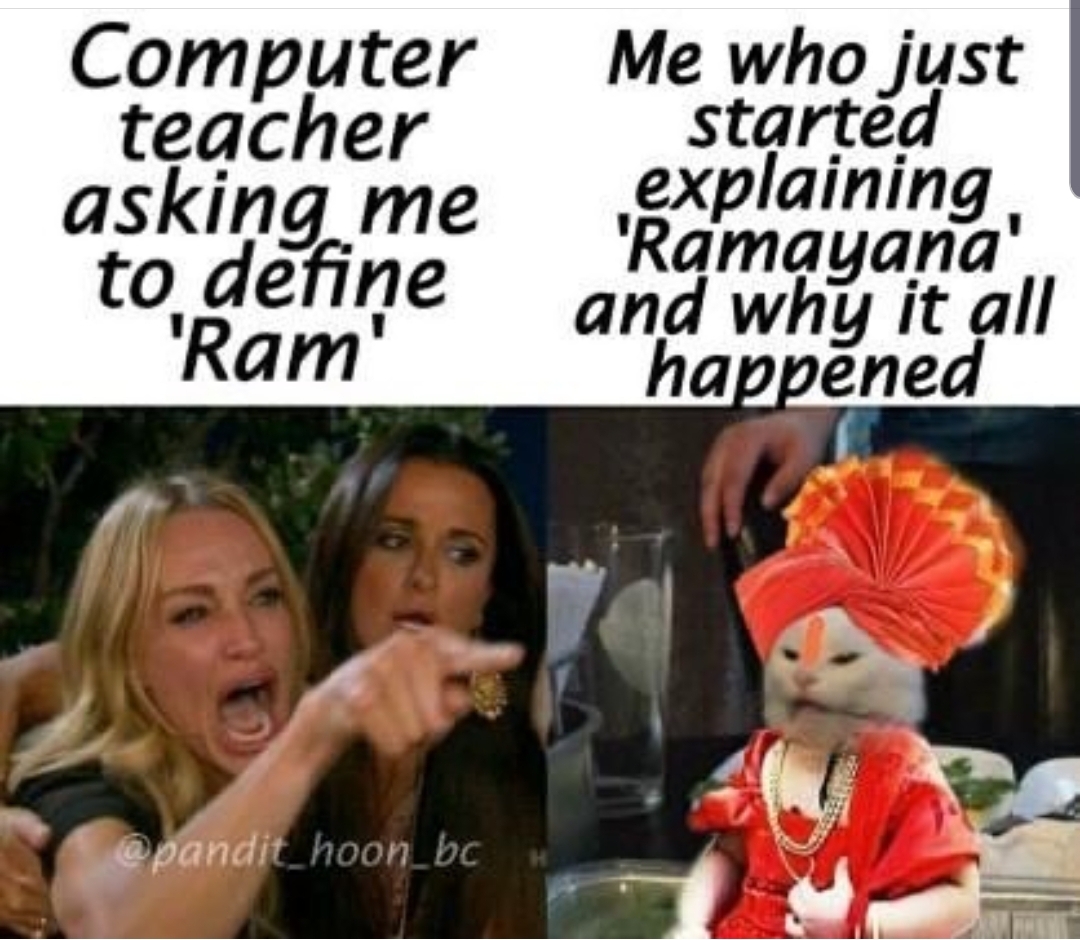 Computer
teacher
asking me
to define
'Ram'
Me who just
started
explaining
'Ramayana'
and why it all
happened
@pandit_hoon_bc